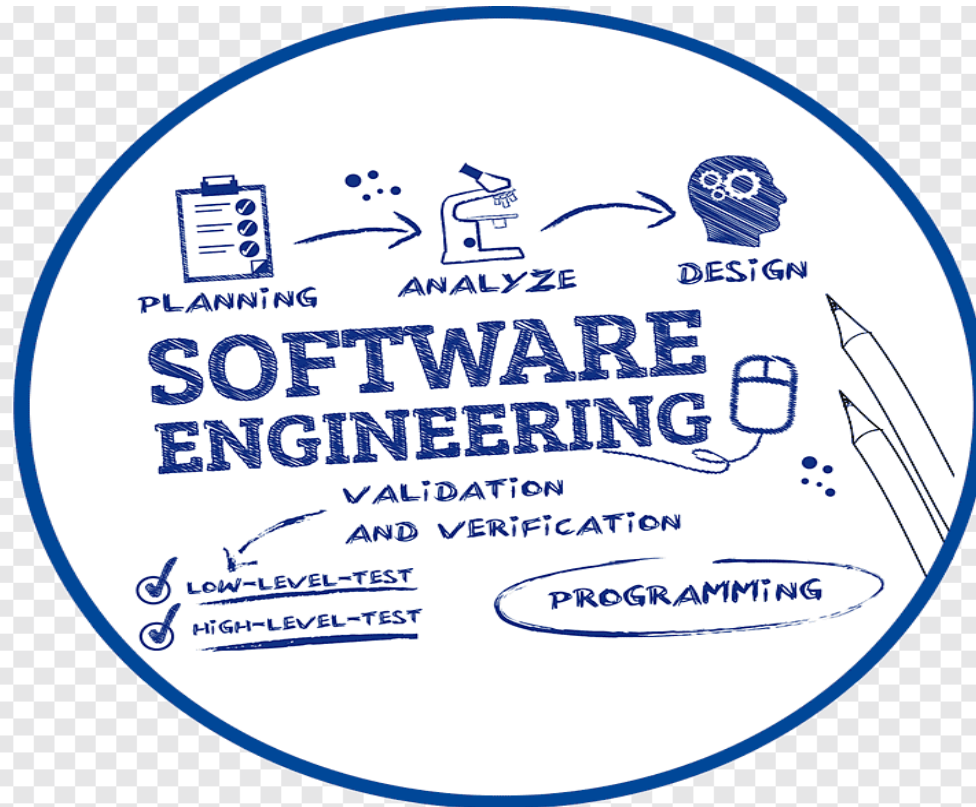 PLANNING
ANALYZE
DESIGN
SOFTWARE
ENGINEERING
VALIDATION
AND VERIFICATION
LOW-LEVEL-TEST
HIGH-LEVEL-TEST
PROGRAMMING